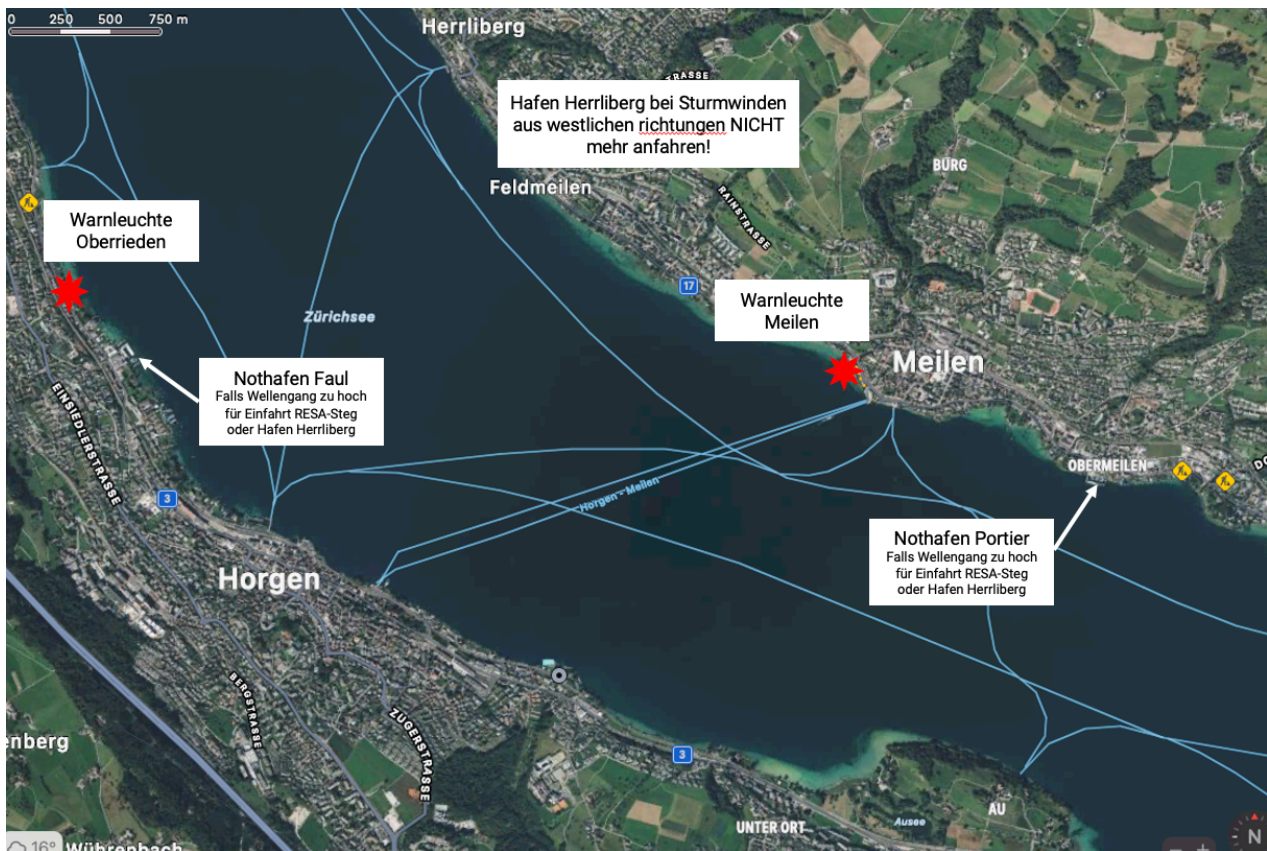 0 250 500 750 m
Herrliberg
TRASSE
Hafen Herrliberg bei Sturmwinden
aus westlichen richtungen NICHT
mehr anfahren!
BÜRG
Feldmeilen
RAINSTRASSE
Warnleuchte
Oberrieden
17
Warnleuchte
Meilen
Zürichsee
Meilen
Nothafen Faul
Falls Wellengang zu hoch
für Einfahrt RESA-Steg
oder Hafen Herrliberg
EINSIEDLERSTRASSE
OBERMEILEN
DO
3
Horgen - Meilen
Nothafen Portier
Falls Wellengang zu hoch
für Einfahrt RESA-Steg
oder Hafen Herrliberg
Horgen
BERGSTRASSE
ZUGERSTRASSE
enberg
3
AU
Ausee
UNTER ORT
16°
Wührenbach
N